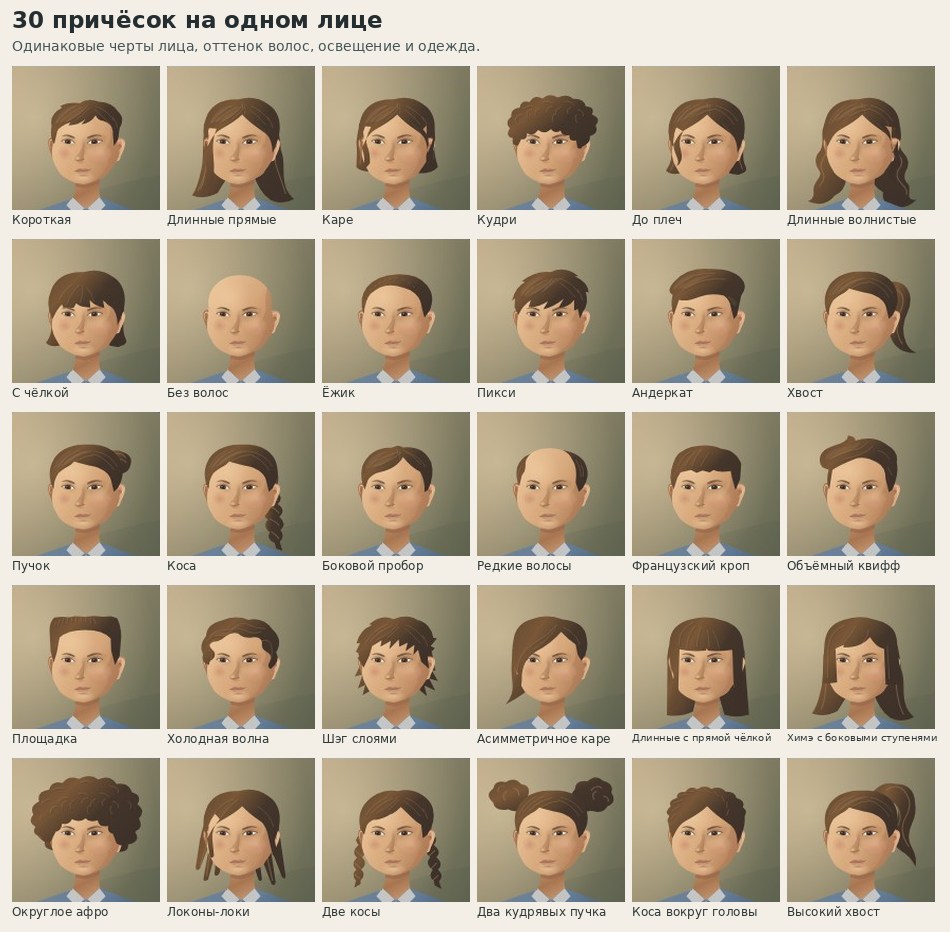 30 причёсок на одном лице
Одинаковые черты лица, оттенок волос, освещение и одежда.
Короткая
Длинные прямые
Каре
Кудри
До плеч
Длинные волнистые
С чёлкой
Без волос
Ёжик
Пикси
Андеркат
Хвост
Пучок
Коса
Боковой пробор
Редкие волосы
Французский кроп
Объёмный квифф
Площадка
Холодная волна
Шэг слоями
Асимметричное каре
Длинные с прямой чёлкой
Химэ с боковыми ступенями
Округлое афро
Локоны-локи
Две косы
Два кудрявых пучка
Коса вокруг головы
Высокий хвост